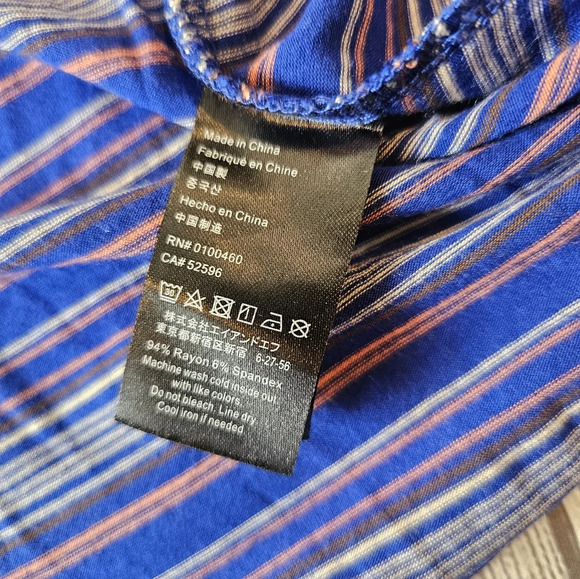 Made in China
Fabriqué en Chine
中国製
중국산
Hecho en China
中国制造
RN# 0100460
CA# 52596
30
株式会社エイアンドエフ
東京都新宿区新宿 6-27-56
94% Rayon 6% Spandex
Machine wash cold inside out
with like colors.
Do not bleach. Line dry
Cool iron if needed